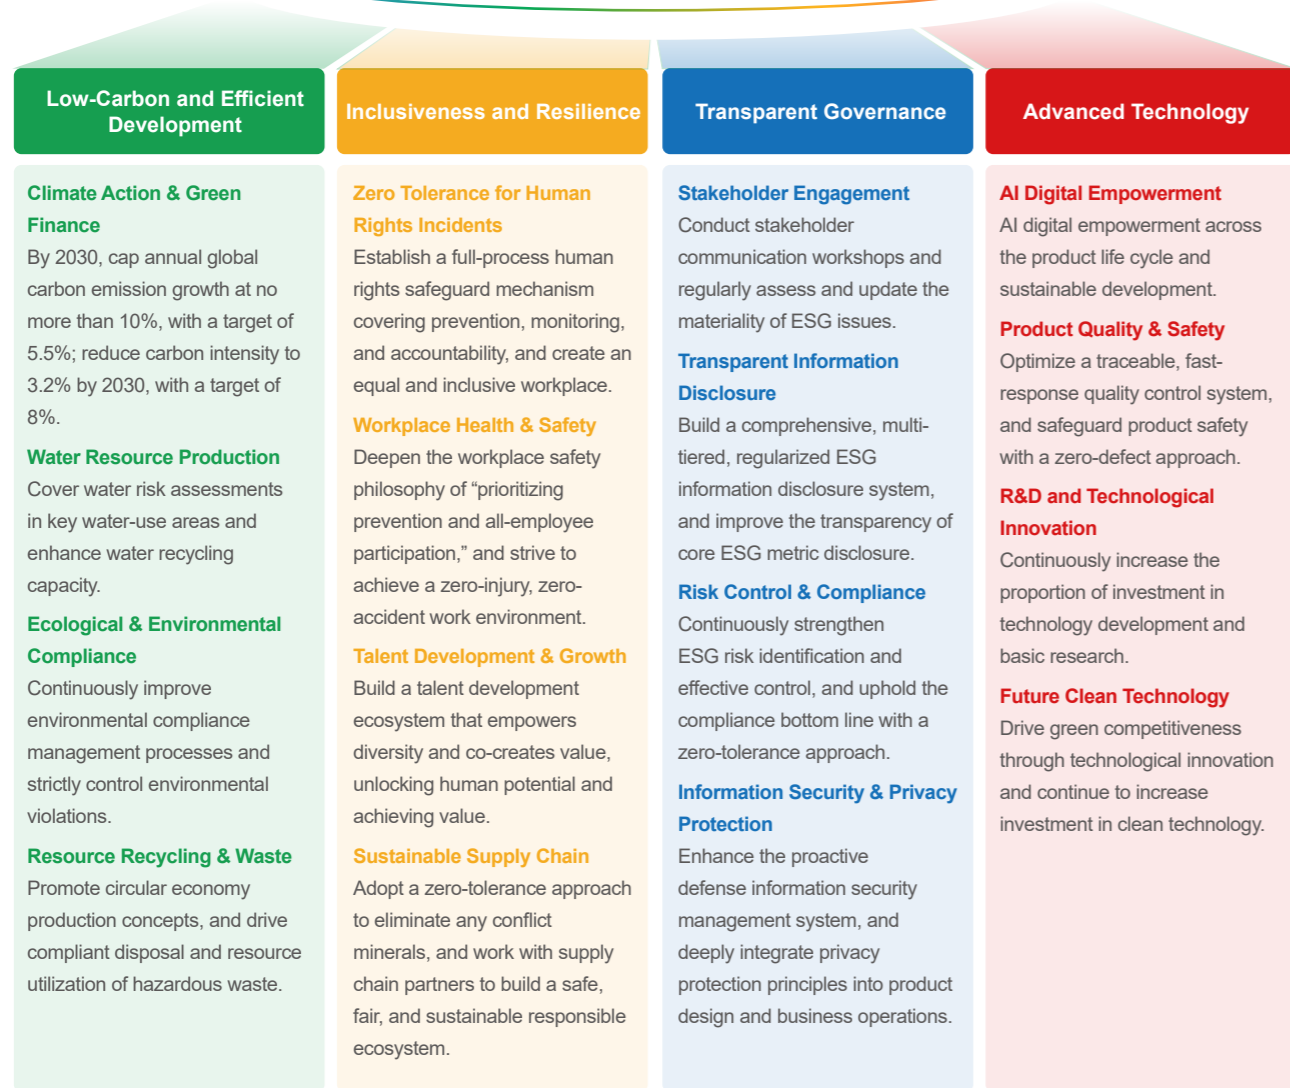 Low-Carbon and Efficient
Development
Climate Action & Green
Finance
By 2030, cap annual global
carbon emission growth at no
more than 10%, with a target of
5.5%; reduce carbon intensity to
3.2% by 2030, with a target of
8%.
Water Resource Production
Cover water risk assessments
in key water-use areas and
enhance water recycling
capacity.
Ecological & Environmental
Compliance
Continuously improve
environmental compliance
management processes and
strictly control environmental
violations.
Resource Recycling & Waste
Promote circular economy
production concepts, and drive
compliant disposal and resource
utilization of hazardous waste.
Inclusiveness and Resilience
Zero Tolerance for Human
Rights Incidents
Establish a full-process human
rights safeguard mechanism
covering prevention, monitoring,
and accountability, and create an
equal and inclusive workplace.
Workplace Health & Safety
Deepen the workplace safety
philosophy of “prioritizing
prevention and all-employee
participation,” and strive to
achieve a zero-injury, zero-
accident work environment.
Talent Development & Growth
Build a talent development
ecosystem that empowers
diversity and co-creates value,
unlocking human potential and
achieving value.
Sustainable Supply Chain
Adopt a zero-tolerance approach
to eliminate any conflict
minerals, and work with supply
chain partners to build a safe,
fair, and sustainable responsible
ecosystem.
Transparent Governance
Stakeholder Engagement
Conduct stakeholder
communication workshops and
regularly assess and update the
materiality of ESG issues.
Transparent Information
Disclosure
Build a comprehensive, multi-
tiered, regularized ESG
information disclosure system,
and improve the transparency of
core ESG metric disclosure.
Risk Control & Compliance
Continuously strengthen
ESG risk identification and
effective control, and uphold the
compliance bottom line with a
zero-tolerance approach.
Information Security & Privacy
Protection
Enhance the proactive
defense information security
management system, and
deeply integrate privacy
protection principles into product
design and business operations.
Advanced Technology
AI Digital Empowerment
AI digital empowerment across
the product life cycle and
sustainable development.
Product Quality & Safety
Optimize a traceable, fast-
response quality control system,
and safeguard product safety
with a zero-defect approach.
R&D and Technological
Innovation
Continuously increase the
proportion of investment in
technology development and
basic research.
Future Clean Technology
Drive green competitiveness
through technological innovation
and continue to increase
investment in clean technology.